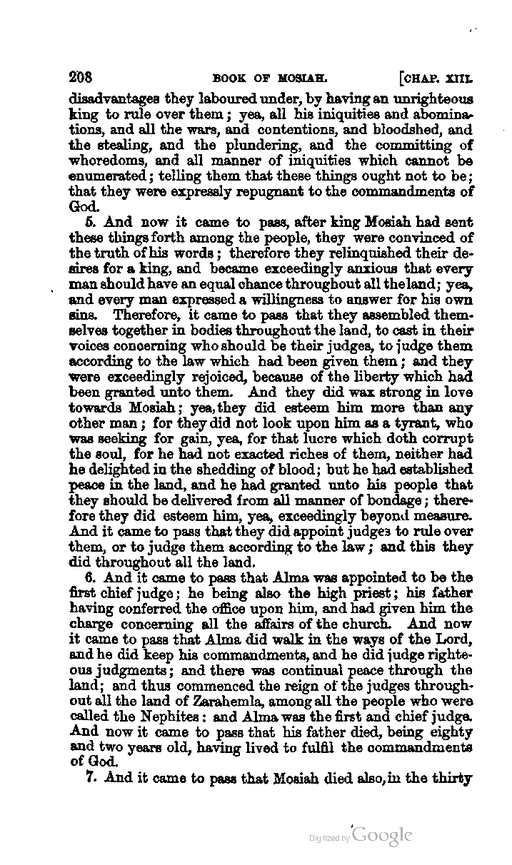 208 BOOK OF MOSIAH. [CHAP. XIII.
disadvantages they laboured under, by having an unrighteous
king to rule over them; yea, all his iniquities and abomina-
tions, and all the wars, and contentions, and bloodshed, and
the stealing, and the plundering, and the committing of
whoredoms, and all manner of iniquities which cannot be
enumerated; telling them that these things ought not to be;
that they were expressly repugnant to the commandments of
God.
5. And now it came to pass, after king Mosiah had sent
these things forth among the people, they were convinced of
the truth of his words; therefore they relinquished their de-
sires for a king, and became exceedingly anxious that every
man should have an equal chance throughout all the land; yea,
and every man expressed a willingness to answer for his own
sins. Therefore, it came to pass that they assembled them-
selves together in bodies throughout the land, to cast in their
voices concerning who should be their judges, to judge them
according to the law which had been given them; and they
were exceedingly rejoiced, because of the liberty which had
been granted unto them. And they did wax strong in love
towards Mosiah; yea, they did esteem him more than any
other man; for they did not look upon him as a tyrant, who
was seeking for gain, yea, for that lucre which doth corrupt
the soul, for he had not exacted riches of them, neither had
he delighted in the shedding of blood; but he had established
peace in the land, and he had granted unto his people that
they should be delivered from all manner of bondage; there-
fore they did esteem him, yea, exceedingly beyond measure.
And it came to pass that they did appoint judges to rule over
them, or to judge them according to the law; and this they
did throughout all the land.
6. And it came to pass that Alma was appointed to be the
first chief judge; he being also the high priest; his father
having conferred the office upon him, and had given him the
charge concerning all the affairs of the church. And now
it came to pass that Alma did walk in the ways of the Lord,
and he did keep his commandments, and he did judge righte-
ous judgments; and there was continual peace through the
land; and thus commenced the reign of the judges through-
out all the land of Zarahemla, among all the people who were
called the Nephites: and Alma was the first and chief judge.
And now it came to pass that his father died, being eighty
and two years old, having lived to fulfil the commandments
of God.
7. And it came to pass that Mosiah died also, in the thirty
Digitized by Google